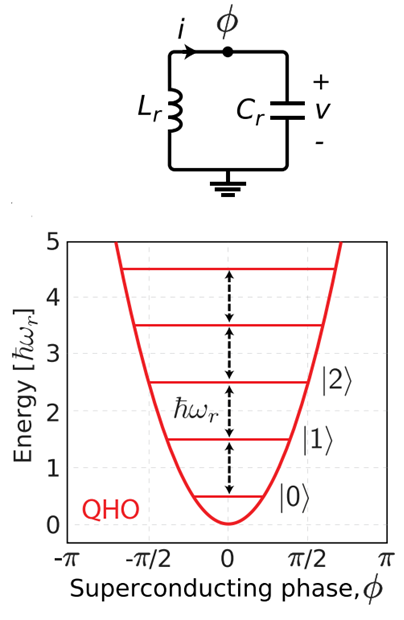 i
ϕ
L_r
C_r
+
v
-
Energy [ℏω_r]
5
4
3
2
1
0
ℏω_r
|2⟩
|1⟩
|0⟩
QHO
-π
-π/2
0
π/2
π
Superconducting phase, ϕ